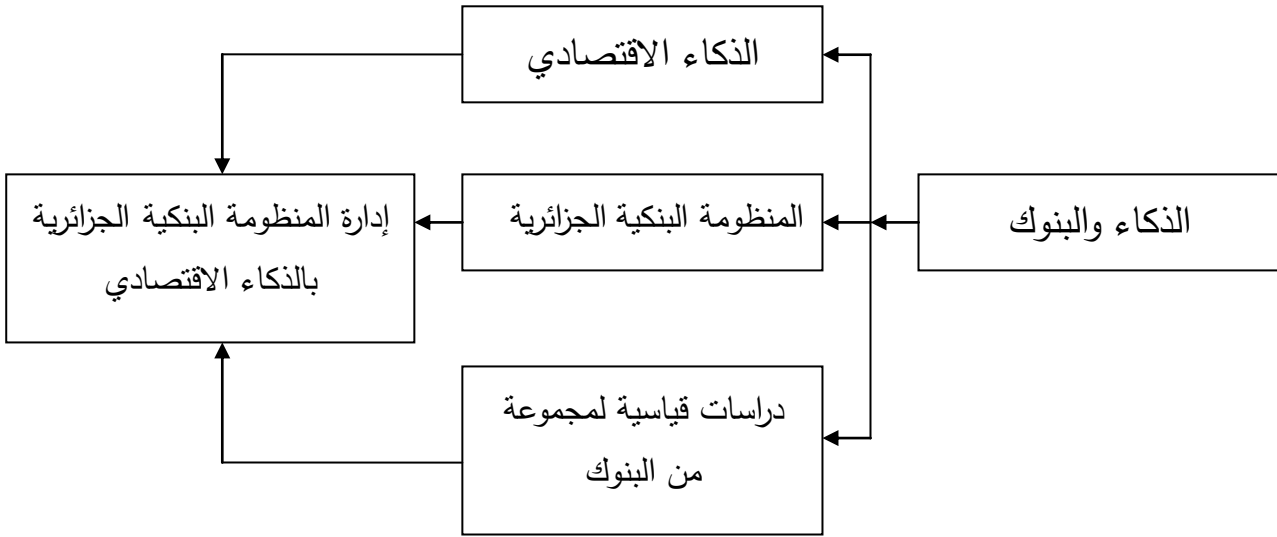 الذكاء الاقتصادي
الذكاء والبنوك
المنظومة البنكية الجزائرية
إدارة المنظومة البنكية الجزائرية
بالذكاء الاقتصادي
دراسات قياسية لمجموعة
من البنوك